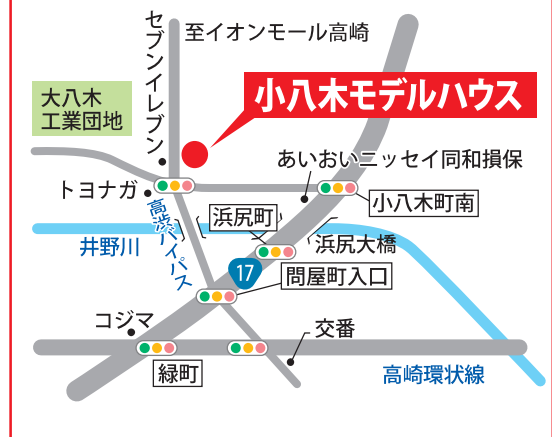 セブンイレブン
至イオンモール高崎
大八木
工業団地
小八木モデルハウス
あいおいニッセイ同和損保
トヨナガ
小八木町南
高渋バイパス
浜尻町
井野川
浜尻大橋
17
問屋町入口
コジマ
交番
緑町
高崎環状線